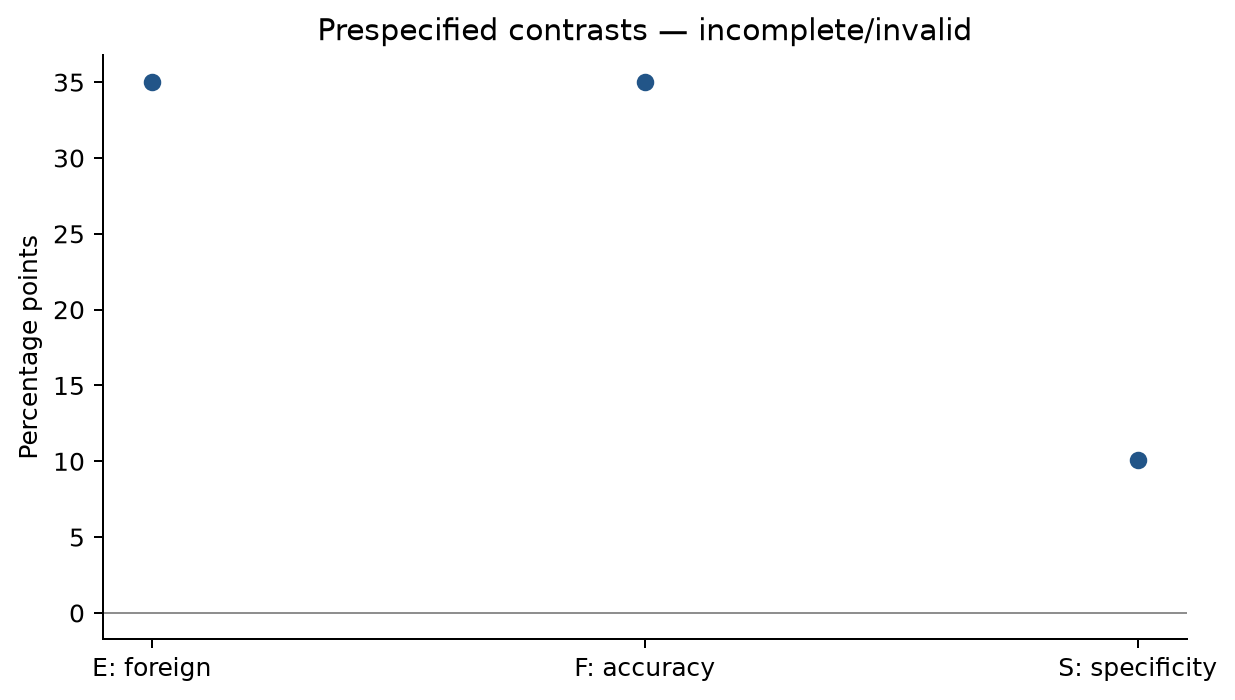 Prespecified contrasts — incomplete/invalid
Percentage points
35
30
25
20
15
10
5
0
E: foreign
F: accuracy
S: specificity